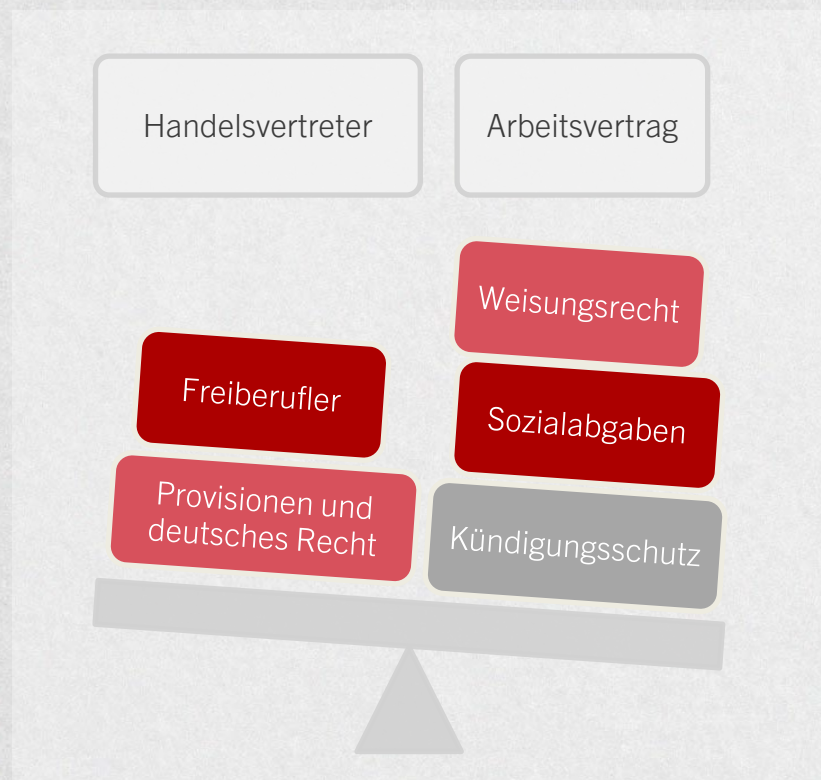 Handelsvertreter
Arbeitsvertrag
Weisungsrecht
Freiberufler
Sozialabgaben
Provisionen und
deutsches Recht
Kündigungsschutz